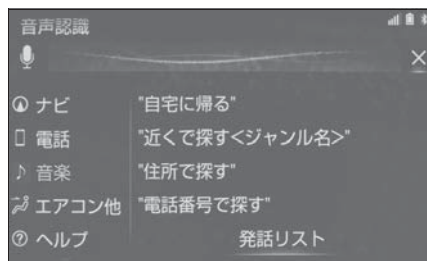 音声認識
ナビ
"自宅に帰る"
電話
"近くで探す<ジャンル名>"
音楽
"住所で探す"
エアコン他
"電話番号で探す"
ヘルプ
発話リスト